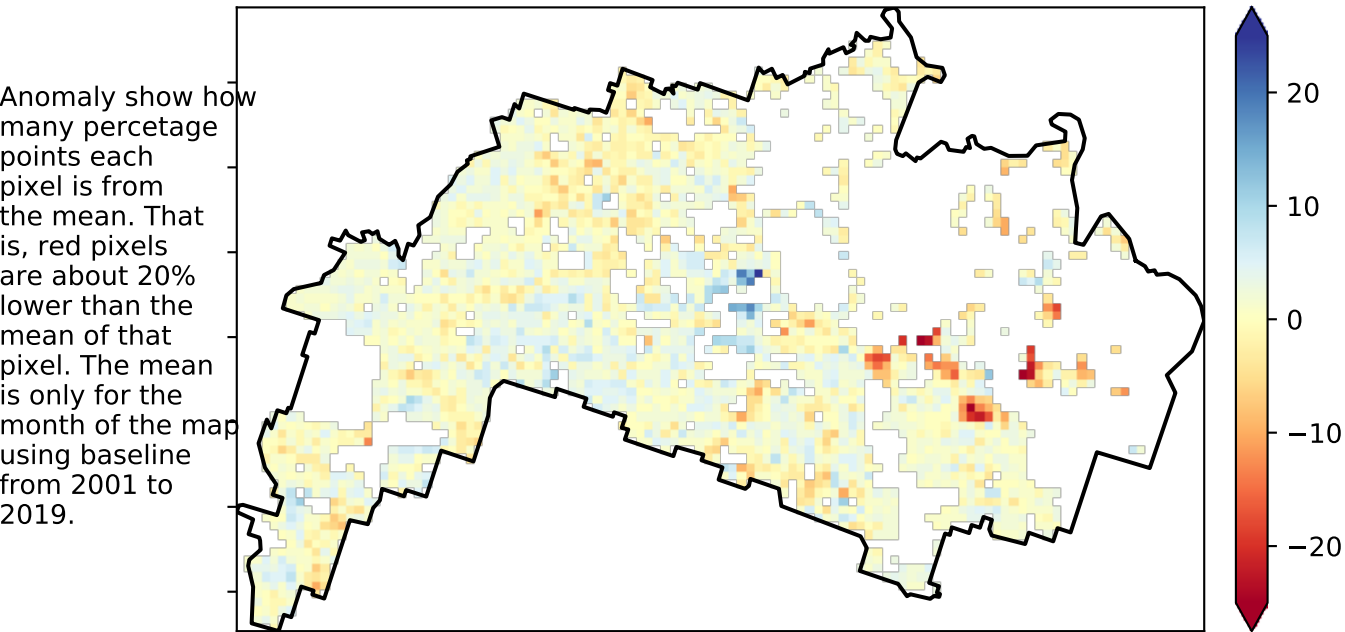 Anomaly show how
many percetage
points each
pixel is from
the mean. That
is, red pixels
are about 20%
lower than the
mean of that
pixel. The mean
is only for the
month of the map
using baseline
from 2001 to
2019.
20
10
0
−10
−20